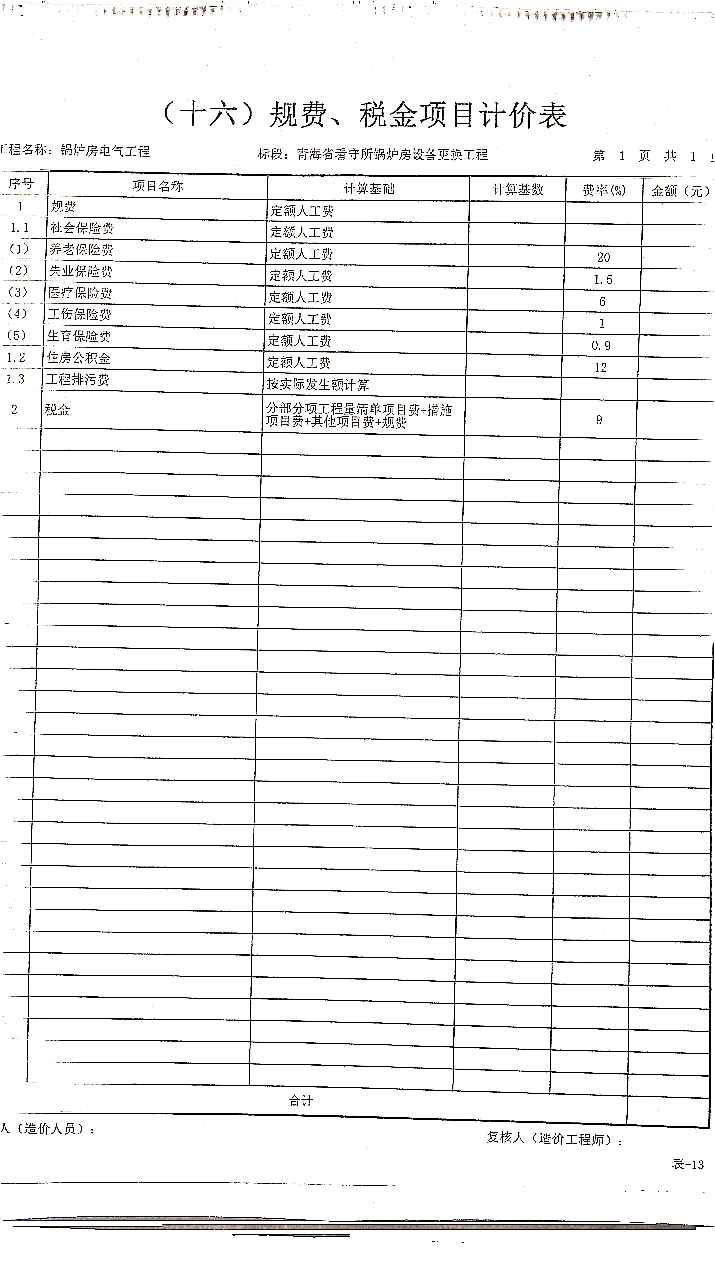 （十六）规费、税金项目计价表
工程名称：锅炉房电气工程 标段：青海省看守所锅炉房设备更换工程 第 1 页 共 1
序号 项目名称 计算基础 计算基数 费率(%) 金额（元）
1 规费 定额人工费
1.1 社会保险费 定额人工费
(1) 养老保险费 定额人工费 20
(2) 失业保险费 定额人工费 1.5
(3) 医疗保险费 定额人工费 6
(4) 工伤保险费 定额人工费 1
(5) 生育保险费 定额人工费 0.9
1.2 住房公积金 定额人工费 12
1.3 工程排污费 按实际发生额计算
2 税金 分部分项工程量清单项目费+措施
项目费+其他项目费+规费 9
合计
人（造价人员）： 复核人（造价工程师）：
表-13